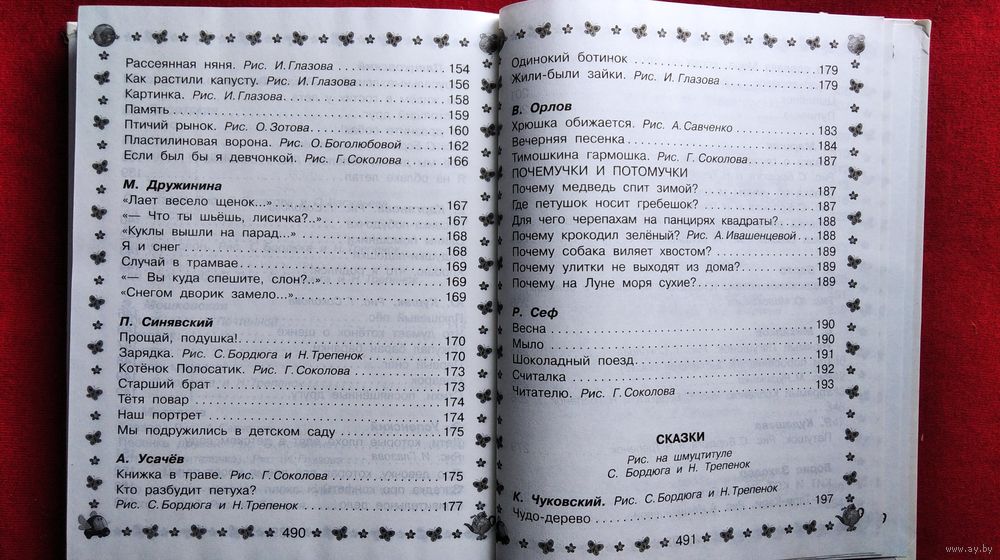 Рассеянная няня. Рис. И. Глазова. 154
Как растили капусту. Рис. И. Глазова. 156
Картинка. Рис. И. Глазова. 158
Память 159
Птичий рынок. Рис. О. Зотова. 160
Пластилиновая ворона. Рис. О. Боголюбовой 162
Если был бы я девчонкой. Рис. Г. Соколова. 166
М. Дружинина
«Лает весело щенок...» 167
«— Что ты шьёшь, лисичка?..» 167
«Куклы вышли на парад...» 168
Я и снег 168
Случай в трамвае 169
«— Вы куда спешите, слон?..» 169
«Снегом дворик замело...» 169
П. Синявский
Прощай, подушка! 170
Зарядка. Рис. С. Бордюга и Н. Трепенок 170
Котёнок Полосатик. Рис. Г. Соколова 173
Старший брат 173
Тётя повар 174
Наш портрет 174
Мы подружились в детском саду 175
А. Усачёв
Книжка в траве. Рис. Г. Соколова 175
Кто разбудит петуха?
Рис. С. Бордюга и Н. Трепенок 177
490
Одинокий ботинок 179
Жили-были зайки. Рис. И. Глазова 179
В. Орлов
Хрюшка обижается. Рис. А. Савченко 183
Вечерняя песенка 184
Тимошкина гармошка. Рис. Г. Соколова. 187
ПОЧЕМУЧКИ И ПОТОМУЧКИ
Почему медведь спит зимой? 187
Где петушок носит гребешок? 187
Для чего черепахам на панцирях квадраты? 188
Почему крокодил зелёный? Рис. А. Ивашенцевой 188
Почему собака виляет хвостом? 189
Почему улитки не выходят из дома? 189
Почему на Луне моря сухие? 189
Р. Сеф
Весна 190
Мыло 190
Шоколадный поезд 191
Считалка 192
Читателю. Рис. Г. Соколова 193
СКАЗКИ
Рис. на шмуцтитуле
С. Бордюга и Н. Трепенок
К. Чуковский. Рис. С. Бордюга и Н. Трепенок
Чудо-дерево 197
491
www.ay.by